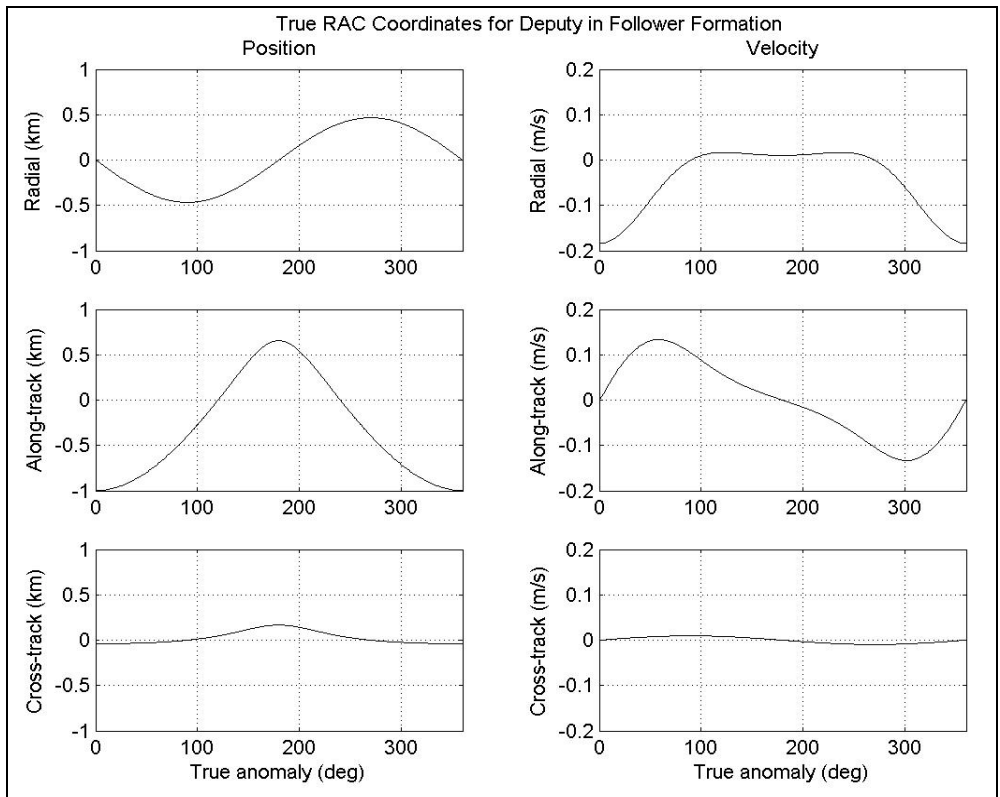 True RAC Coordinates for Deputy in Follower Formation
Position
Velocity
1
0.5
0
-0.5
-1
Radial (km)
0 100 200 300
0.2
0.1
0
-0.1
-0.2
Radial (m/s)
0 100 200 300
1
0.5
0
-0.5
-1
Along-track (km)
0 100 200 300
0.2
0.1
0
-0.1
-0.2
Along-track (m/s)
0 100 200 300
1
0.5
0
-0.5
-1
Cross-track (km)
0 100 200 300
True anomaly (deg)
0.2
0.1
0
-0.1
-0.2
Cross-track (m/s)
0 100 200 300
True anomaly (deg)